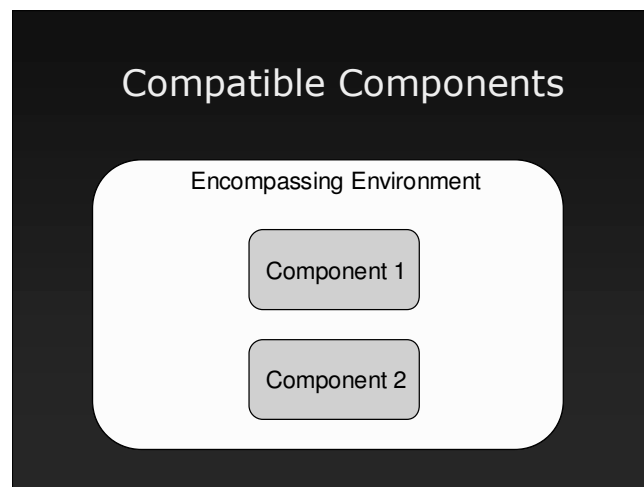 Compatible Components
Encompassing Environment
Component 1
Component 2